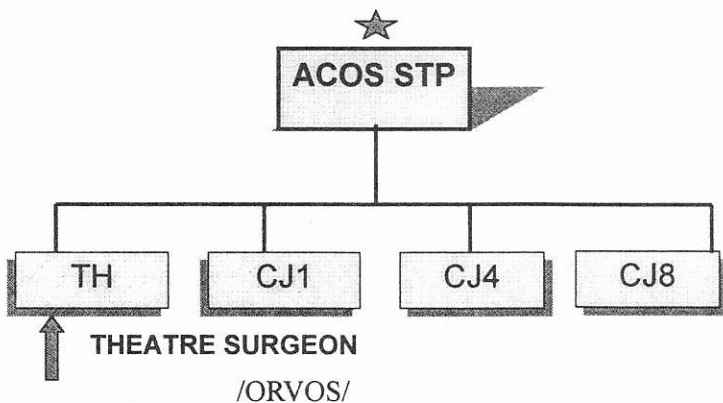 ACOS STP
TH CJ1 CJ4 CJ8
THEATRE SURGEON
/ORVOS/